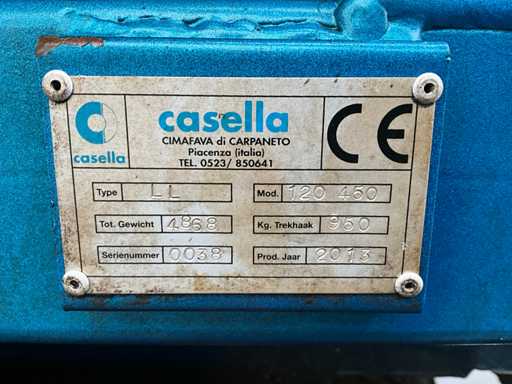 casella
casella
CIMAFAVA di CARPANETO
Piacenza (italia)
TEL. 0523/ 850641
CE
Type LL Mod. 120 460
Tot. Gewicht 4868 Kg. Trekhaak 950
Serienummer 0038 Prod. Jaar 2013